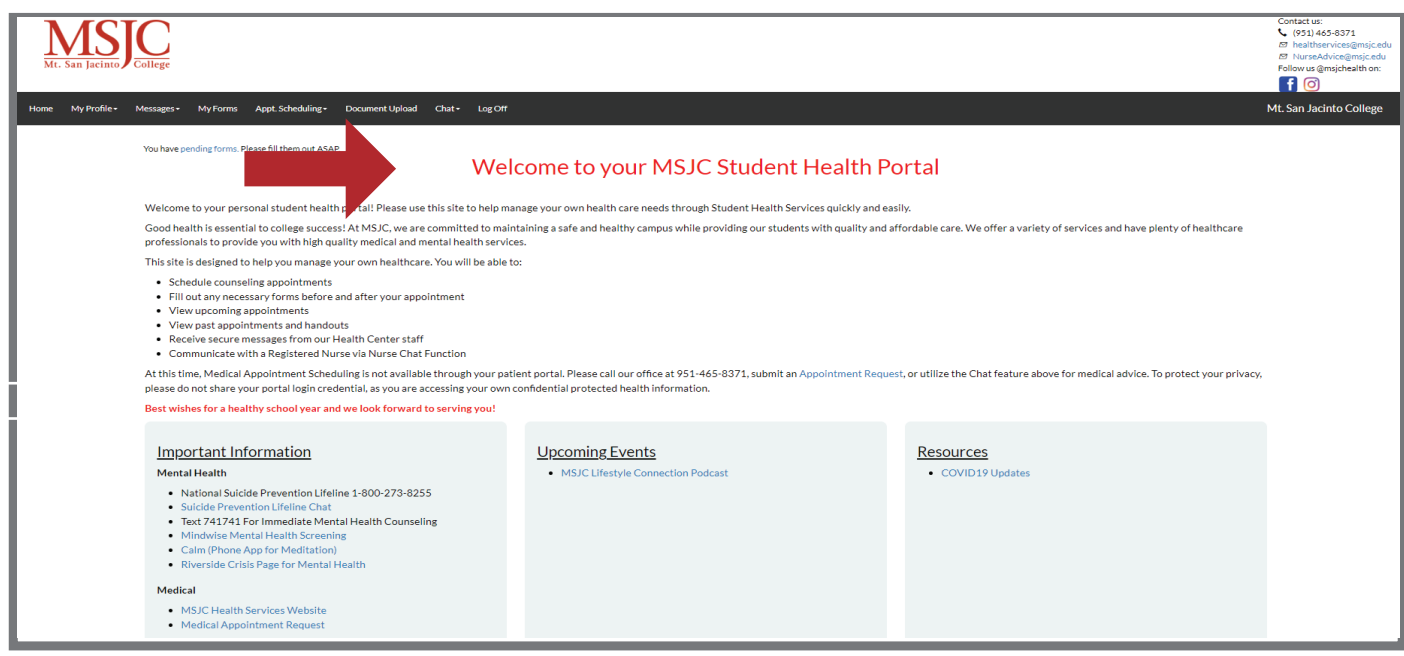 MSJC
Mt. San Jacinto College
Contact us:
(951) 465-8371
healthservices@msjc.edu
NurseAdvice@msjc.edu
Follow us @msjchealth on:
Home My Profile Messages My Forms Appt. Scheduling Document Upload Chat Log Off Mt. San Jacinto College
You have pending forms. Please fill them out ASAP
Welcome to your MSJC Student Health Portal
Welcome to your personal student health portal! Please use this site to help manage your own health care needs through Student Health Services quickly and easily.
Good health is essential to college success! At MSJC, we are committed to maintaining a safe and healthy campus while providing our students with quality and affordable care. We offer a variety of services and have plenty of healthcare
professionals to provide you with high quality medical and mental health services.
This site is designed to help you manage your own healthcare. You will be able to:
• Schedule counseling appointments
• Fill out any necessary forms before and after your appointment
• View upcoming appointments
• View past appointments and handouts
• Receive secure messages from our Health Center staff
• Communicate with a Registered Nurse via Nurse Chat Function
At this time, Medical Appointment Scheduling is not available through your patient portal. Please call our office at 951-465-8371, submit an Appointment Request, or utilize the Chat feature above for medical advice. To protect your privacy,
please do not share your portal login credential, as you are accessing your own confidential protected health information.
Best wishes for a healthy school year and we look forward to serving you!
Important Information
Mental Health
• National Suicide Prevention Lifeline 1-800-273-8255
• Suicide Prevention Lifeline Chat
• Text 741741 For Immediate Mental Health Counseling
• Mindwise Mental Health Screening
• Calm (Phone App for Meditation)
• Riverside Crisis Page for Mental Health
Medical
• MSJC Health Services Website
• Medical Appointment Request
Upcoming Events
• MSJC Lifestyle Connection Podcast
Resources
• COVID19 Updates